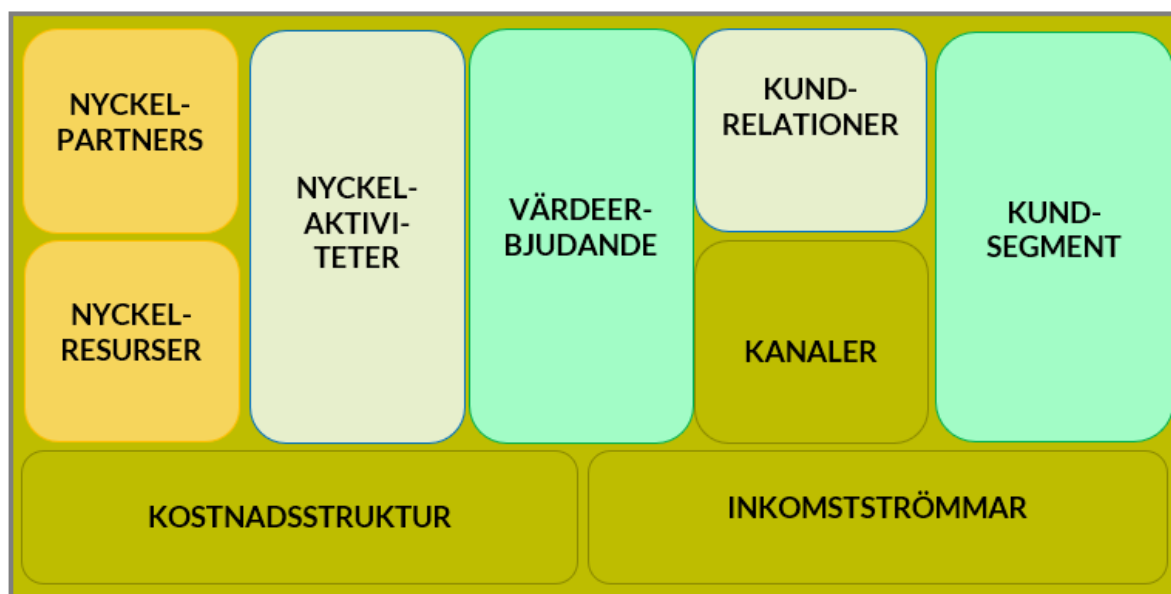 NYCKEL-
PARTNERS
NYCKEL-
RESURSER
NYCKEL-
AKTIVI-
TETER
VÄRDEER-
BJUDANDE
KUND-
RELATIONER
KANALER
KUND-
SEGMENT
KOSTNADSSTRUKTUR
INKOMSTSTRÖMMAR